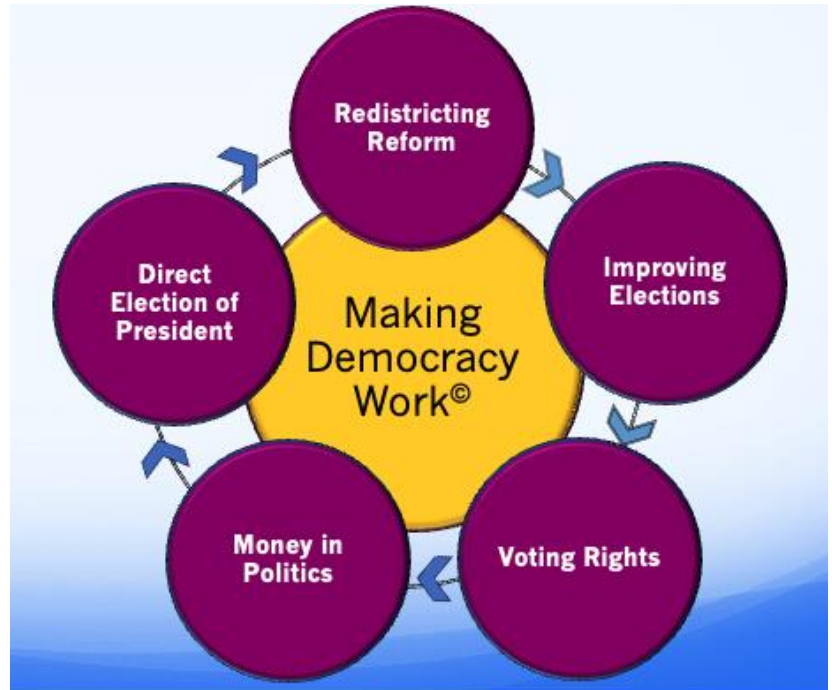 Redistricting
Reform
Improving
Elections
Voting Rights
Money in
Politics
Direct
Election of
President
Making
Democracy
Work©